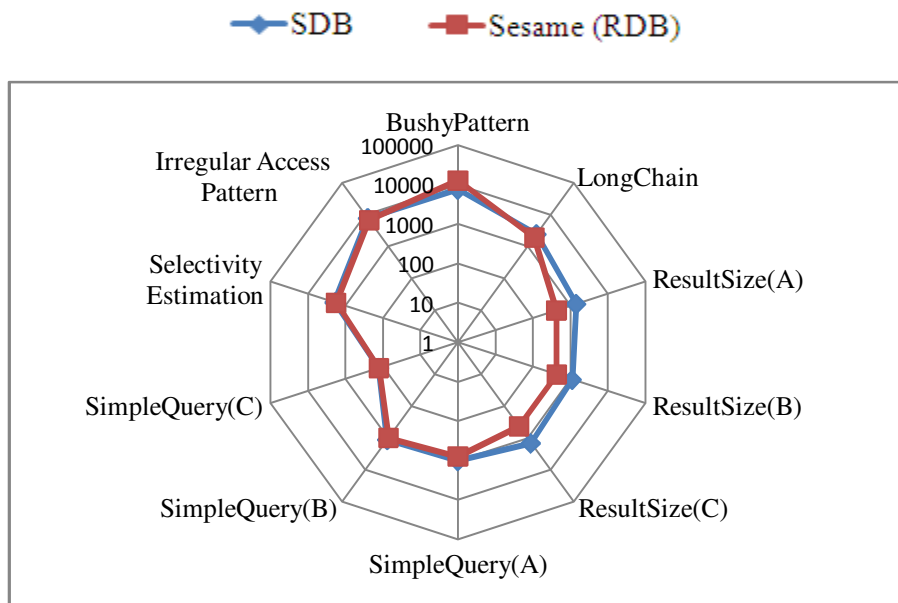 SDB
Sesame (RDB)
BushyPattern
100000
10000
1000
100
10
1
LongChain
ResultSize(A)
ResultSize(B)
ResultSize(C)
SimpleQuery(A)
SimpleQuery(B)
SimpleQuery(C)
Selectivity
Estimation
Irregular Access
Pattern